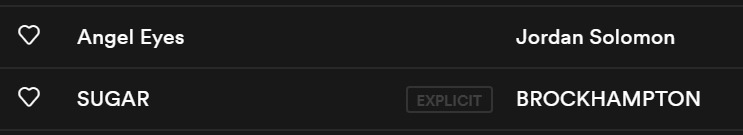 Angel Eyes Jordan Solomon
SUGAR EXPLICIT BROCKHAMPTON